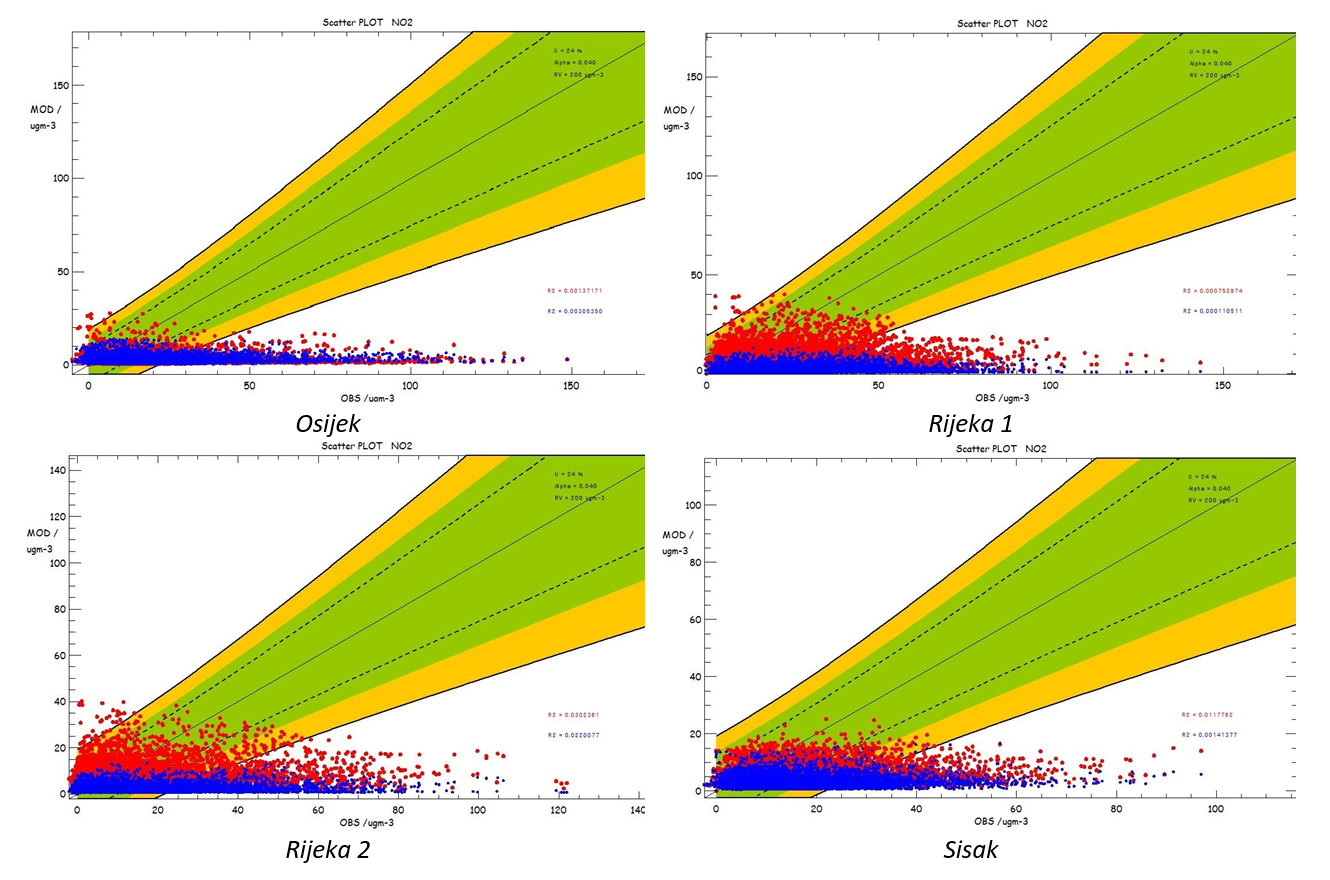 Scatter PLOT NO2
U = 24 %
Alpha = 0.040
RV = 200 ugm-3
MOD /
ugm-3
150
100
50
0
R2 = 0.00137171
R2 = 0.00305350
0 50 100 150
OBS /ugm-3
Osijek
Scatter PLOT NO2
U = 24 %
Alpha = 0.040
RV = 200 ugm-3
MOD /
ugm-3
150
100
50
0
R2 = 0.000752974
R2 = 0.000110511
0 50 100 150
OBS /ugm-3
Rijeka 1
Scatter PLOT NO2
U = 24 %
Alpha = 0.040
RV = 200 ugm-3
MOD /
ugm-3
140
120
100
80
60
40
20
0
R2 = 0.0302361
R2 = 0.0220077
0 20 40 60 80 100 120 140
OBS /ugm-3
Rijeka 2
Scatter PLOT NO2
U = 24 %
Alpha = 0.040
RV = 200 ugm-3
MOD /
ugm-3
100
80
60
40
20
0
R2 = 0.0117762
R2 = 0.00141377
0 20 40 60 80 100
OBS /ugm-3
Sisak